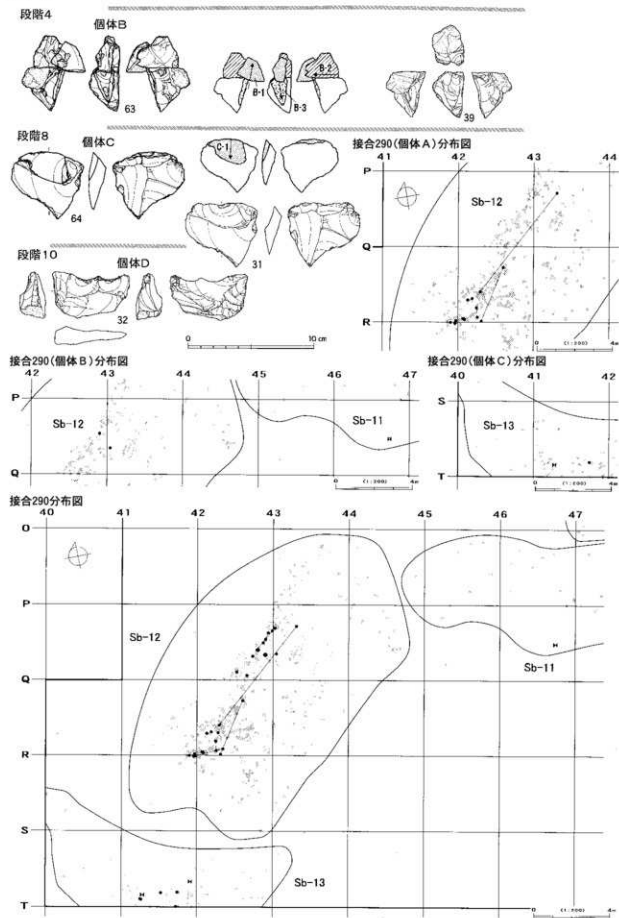 段階4
個体B
63
B-1
B-2
B-3
39
段階8
個体C
64
C-1
31
段階10
個体D
32
0 10cm
接合290(個体A)分布図
41 42 43 44
P
Sb-12
Q
R
0 (1:200) 4m
接合290(個体B)分布図
42 43 44 45 46 47
P
Sb-12
Sb-11
Q
0 (1:200) 4m
接合290(個体C)分布図
40 41 42
S
Sb-13
T
0 (1:200) 4m
接合290分布図
40 41 42 43 44 45 46 47
O
P
Sb-12
Sb-11
Q
R
S
Sb-13
T
0 (1:200) 4m